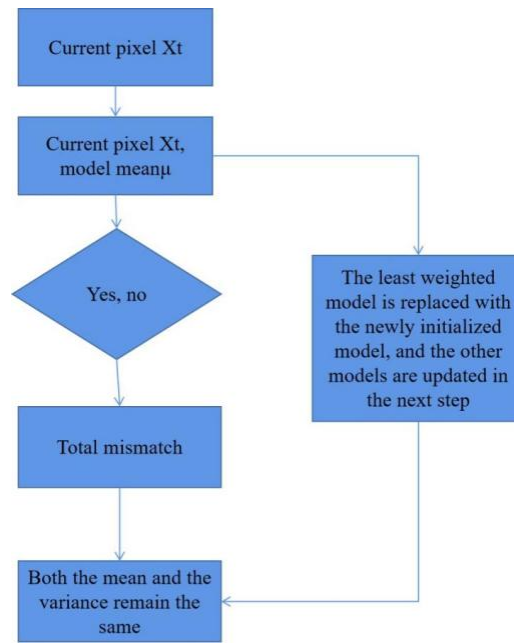 Current pixel Xt
Current pixel Xt,
model meanμ
Yes, no
The least weighted
model is replaced with
the newly initialized
model, and the other
models are updated in
the next step
Total mismatch
Both the mean and the
variance remain the
same